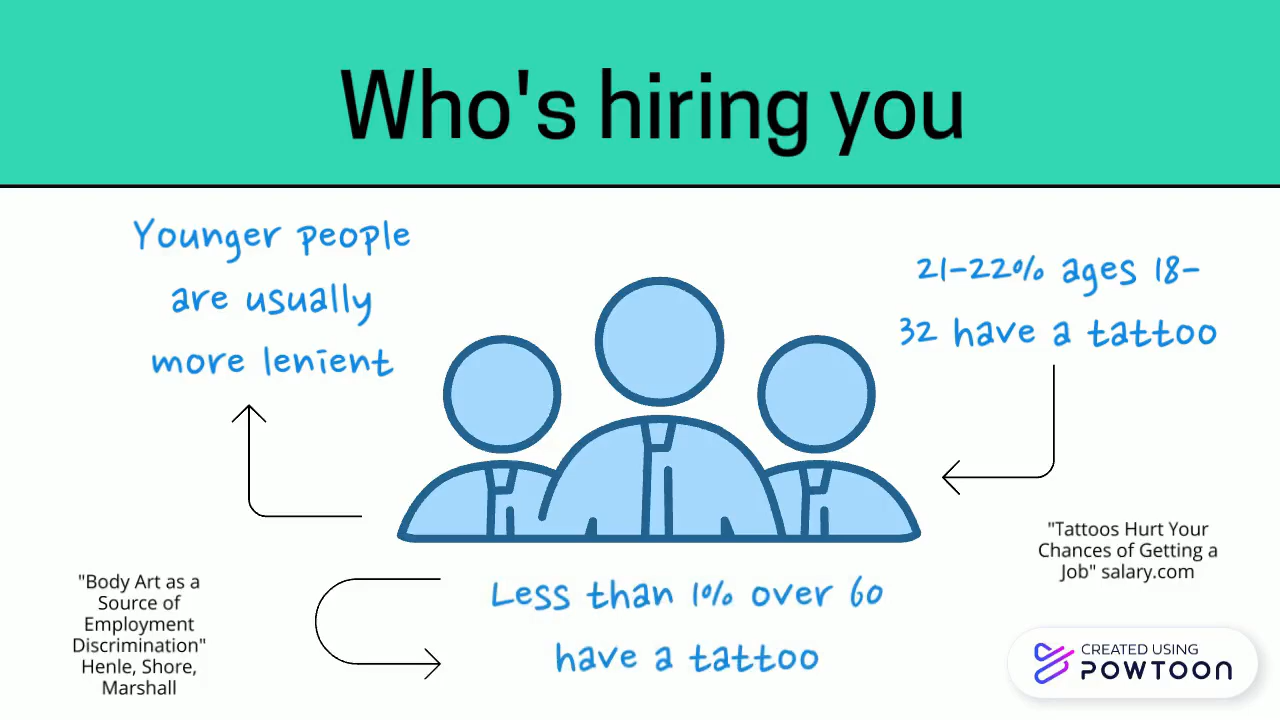 Who's hiring you
Younger people
are usually
more lenient
21-22% ages 18-
32 have a tattoo
"Tattoos Hurt Your
Chances of Getting a
Job" salary.com
Less than 1% over 60
have a tattoo
"Body Art as a
Source of
Employment
Discrimination"
Henle, Shore,
Marshall
CREATED USING
POWTOON